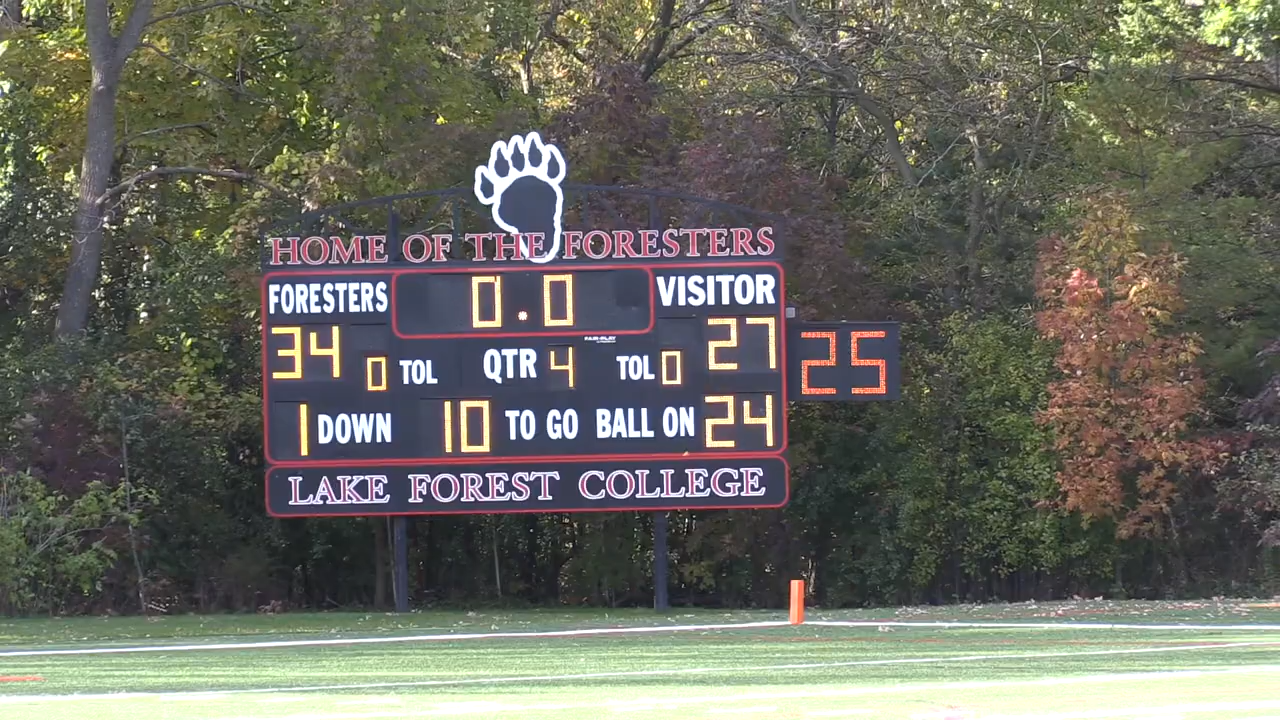 HOME OF THE FORESTERS
FORESTERS 0.0 VISITOR
34 0 TOL QTR 4 TOL 0 27
25
1 DOWN 10 TO GO BALL ON 24
LAKE FOREST COLLEGE